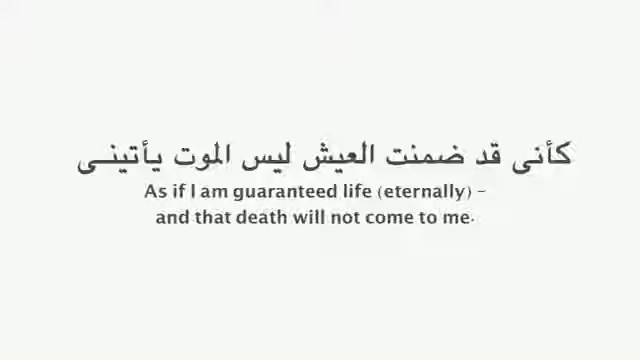 كأنى قد ضمنت العيش ليس الموت يأتينـى
As if I am guaranteed life (eternally) -
and that death will not come to me.